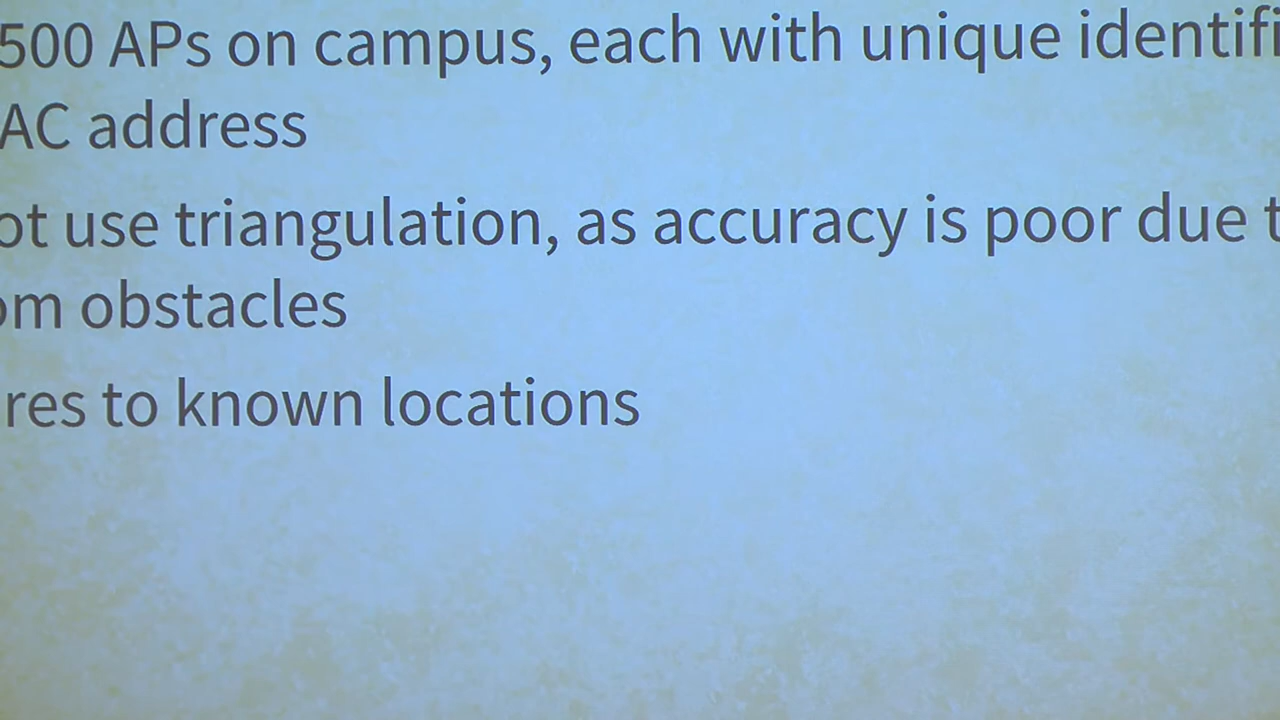 500 APs on campus, each with unique identifi
AC address
ot use triangulation, as accuracy is poor due t
om obstacles
res to known locations